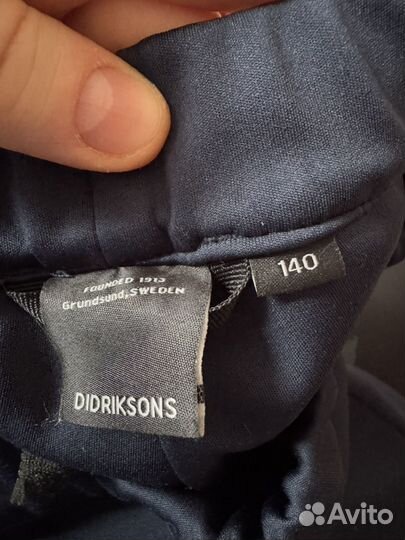 FOUNDED 1913
Grundsund, SWEDEN
140
DIDRIKSONS
Avito